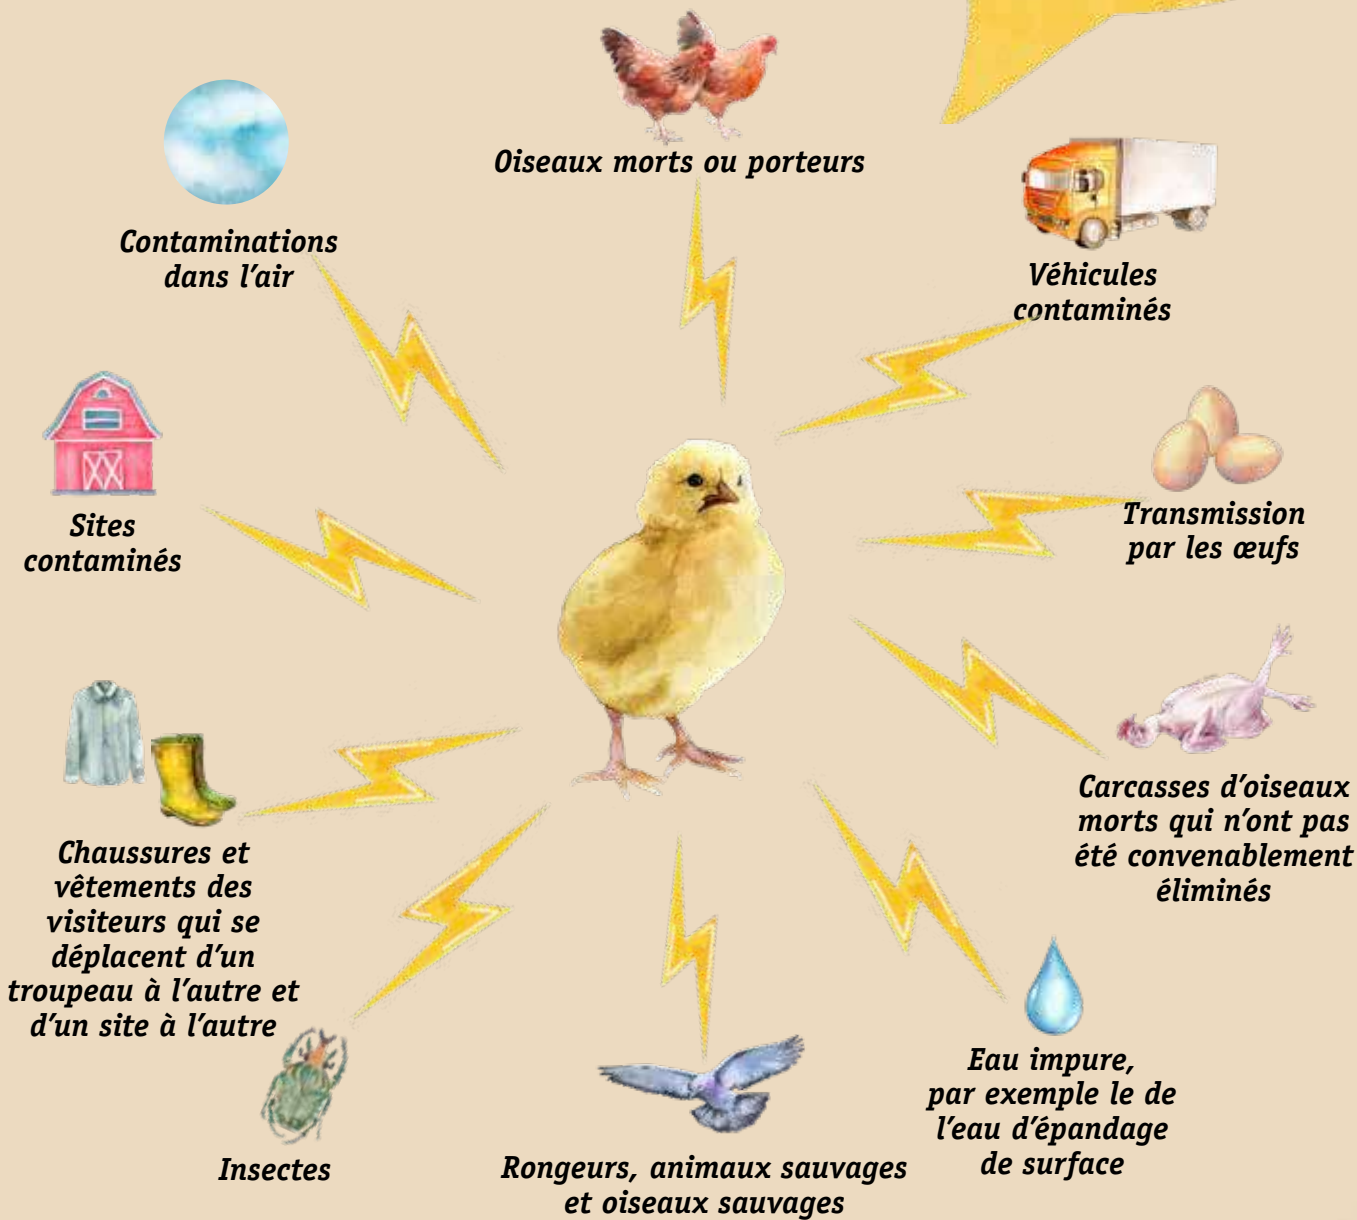 Oiseaux morts ou porteurs
Contaminations
dans l'air
Véhicules
contaminés
Sites
contaminés
Transmission
par les œufs
Carcasses d'oiseaux
morts qui n'ont pas
été convenablement
éliminés
Chaussures et
vêtements des
visiteurs qui se
déplacent d'un
troupeau à l'autre et
d'un site à l'autre
Eau impure,
par exemple le de
l'eau d'épandage
de surface
Insectes
Rongeurs, animaux sauvages
et oiseaux sauvages